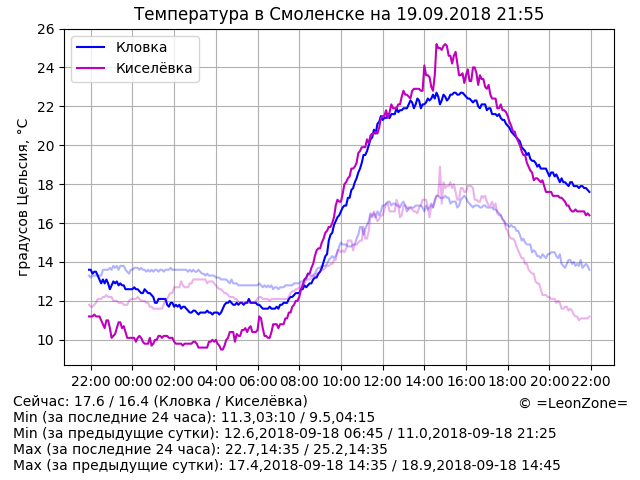 Температура в Смоленске на 19.09.2018 21:55
градусов Цельсия, °C
26
24
22
20
18
16
14
12
10
Кловка
Киселёвка
22:00 00:00 02:00 04:00 06:00 08:00 10:00 12:00 14:00 16:00 18:00 20:00 22:00
Сейчас: 17.6 / 16.4 (Кловка / Киселёвка)
© =LeonZone=
Min (за последние 24 часа): 11.3,03:10 / 9.5,04:15
Min (за предыдущие сутки): 12.6,2018-09-18 06:45 / 11.0,2018-09-18 21:25
Max (за последние 24 часа): 22.7,14:35 / 25.2,14:35
Max (за предыдущие сутки): 17.4,2018-09-18 14:35 / 18.9,2018-09-18 14:45